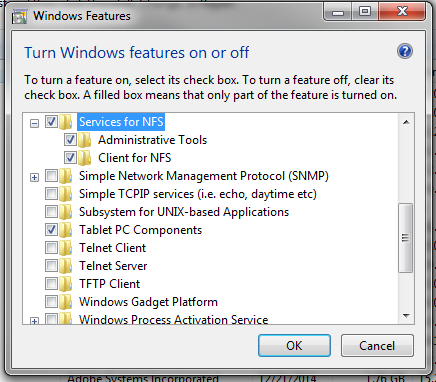 Windows Features
Turn Windows features on or off
To turn a feature on, select its check box. To turn a feature off, clear its
check box. A filled box means that only part of the feature is turned on.
Services for NFS
Administrative Tools
Client for NFS
Simple Network Management Protocol (SNMP)
Simple TCPIP services (i.e. echo, daytime etc)
Subsystem for UNIX-based Applications
Tablet PC Components
Telnet Client
Telnet Server
TFTP Client
Windows Gadget Platform
Windows Process Activation Service
OK Cancel
Adobe Systems Incorporated 12/21/2014 1.76 GB